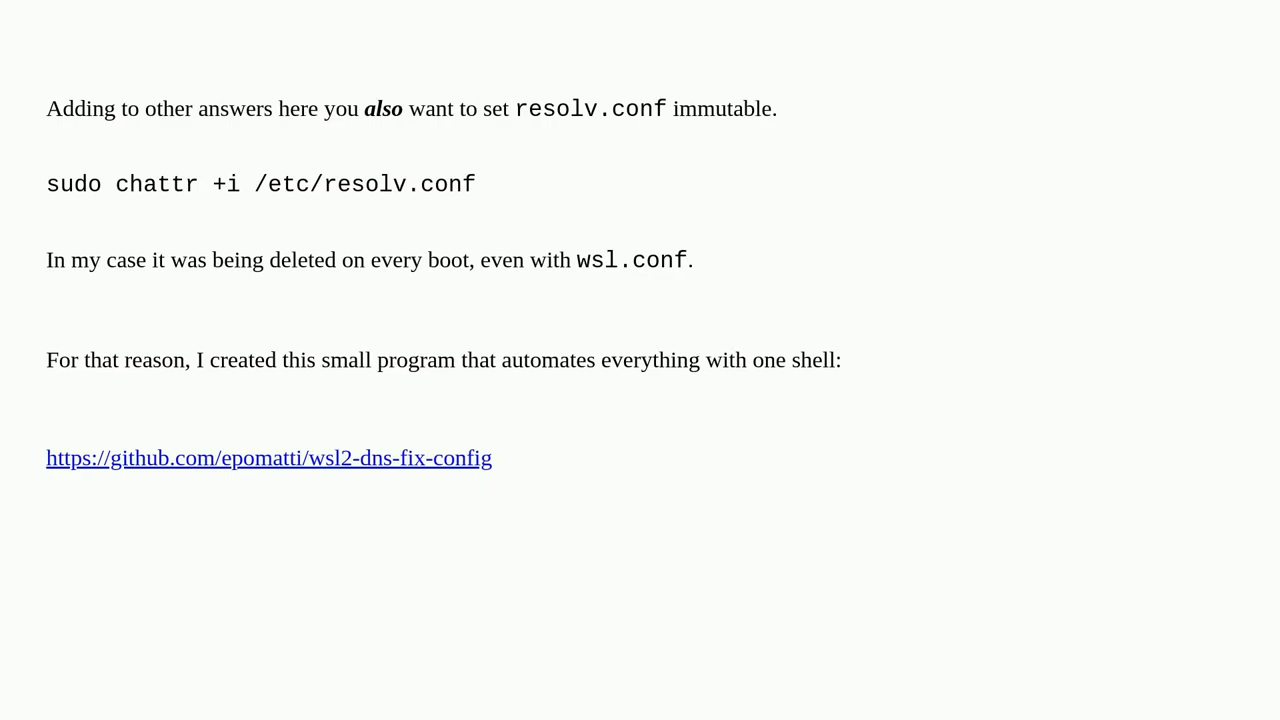 Adding to other answers here you also want to set resolv.conf immutable.
sudo chattr +i /etc/resolv.conf
In my case it was being deleted on every boot, even with wsl.conf.
For that reason, I created this small program that automates everything with one shell:
https://github.com/epomatti/wsl2-dns-fix-config